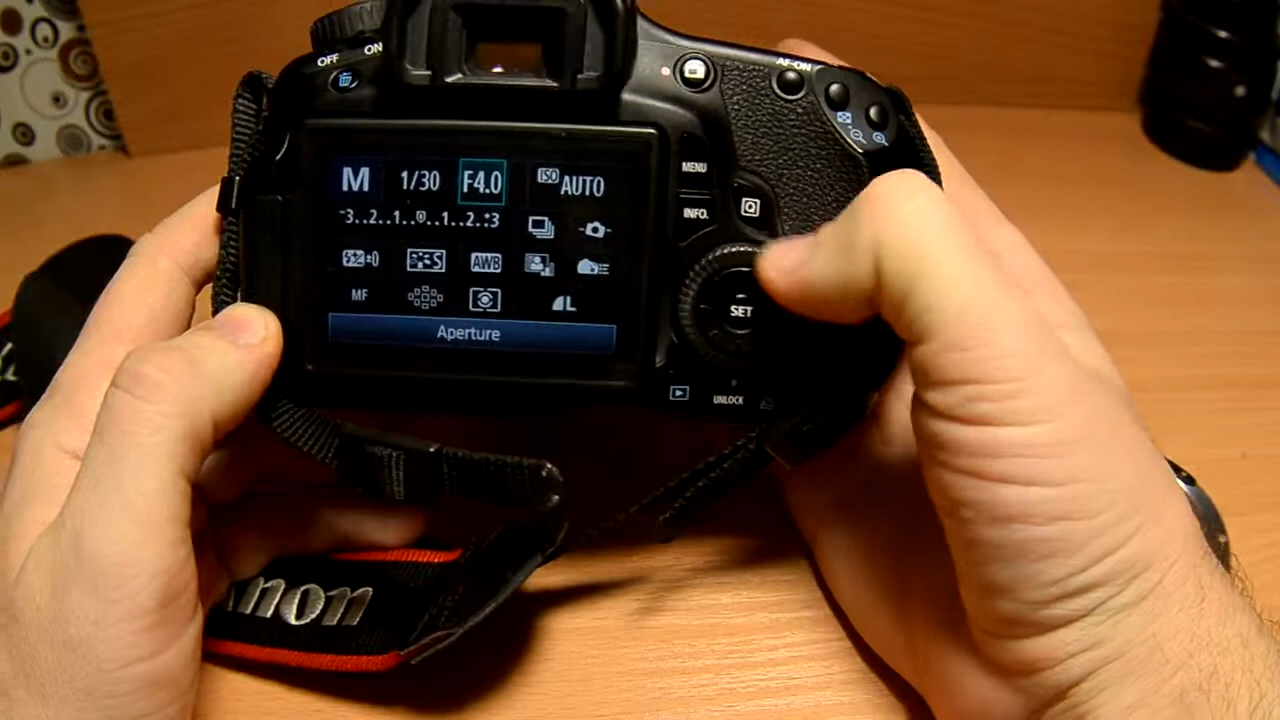 OFF ON
AF-ON
M 1/30 F4.0 ISO AUTO
-3..2..1..0..1..2..+3
±0 S AWB
MF L
Aperture
MENU
INFO.
Q
SET
UNLOCK
anon